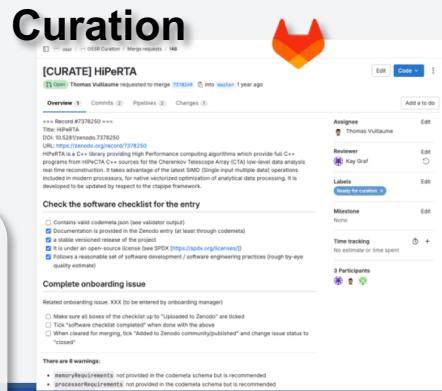 Curation
ossr / OSSR Curation / Merge requests / !48
[CURATE] HiPeRTA
Edit
Code
Open Thomas Vuillaume requested to merge into master 1 year ago
Overview 1 Commits 2 Pipelines 2 Changes 1
Add a to do
=== Record #7378250 ===
Title: HiPeRTA
DOI: 10.5281/zenodo.7378250
URL: https://zenodo.org/record/7378250
HiPeRTA is a C++ library providing High Performance computing algorithms which provide full C++
programs from HiPeCTA C++ sources for the Cherenkov Telescope Array (CTA) low-level data analysis
real time reconstruction. It takes advantage of the latest SIMD (Single input multiple data) operations
included in modern processors, for native vectorized optimization of analytical data processing. It is
developed to be updated by respect to the ctapipe framework.
Check the software checklist for the entry
Contains valid codemeta.json (see validator output)
Documentation is provided in the Zenodo entry (at least through codemeta)
a stable versioned release of the project
It is under an open-source license (see SPDX [https://spdx.org/licenses/])
Follows a reasonable set of software development / software engineering practices (rough by-eye
quality estimate)
Complete onboarding issue
Related onboarding issue: XXX (to be entered by onboarding manager)
Make sure all boxes of the checklist up to "Uploaded to Zenodo" are ticked
Tick "software checklist completed" when done with the above
When cleared for merging, tick "Added to Zenodo community/published" and change issue status to
"closed"
There are 8 warnings:
memoryRequirements not provided in the codemeta schema but is recommended
processorRequirements not provided in the codemeta schema but is recommended
Assignee Edit
Thomas Vuillaume
Reviewer Edit
Kay Graf
Labels Edit
Ready for curation ×
Milestone Edit
None
Time tracking +
No estimate or time spent
3 Participants